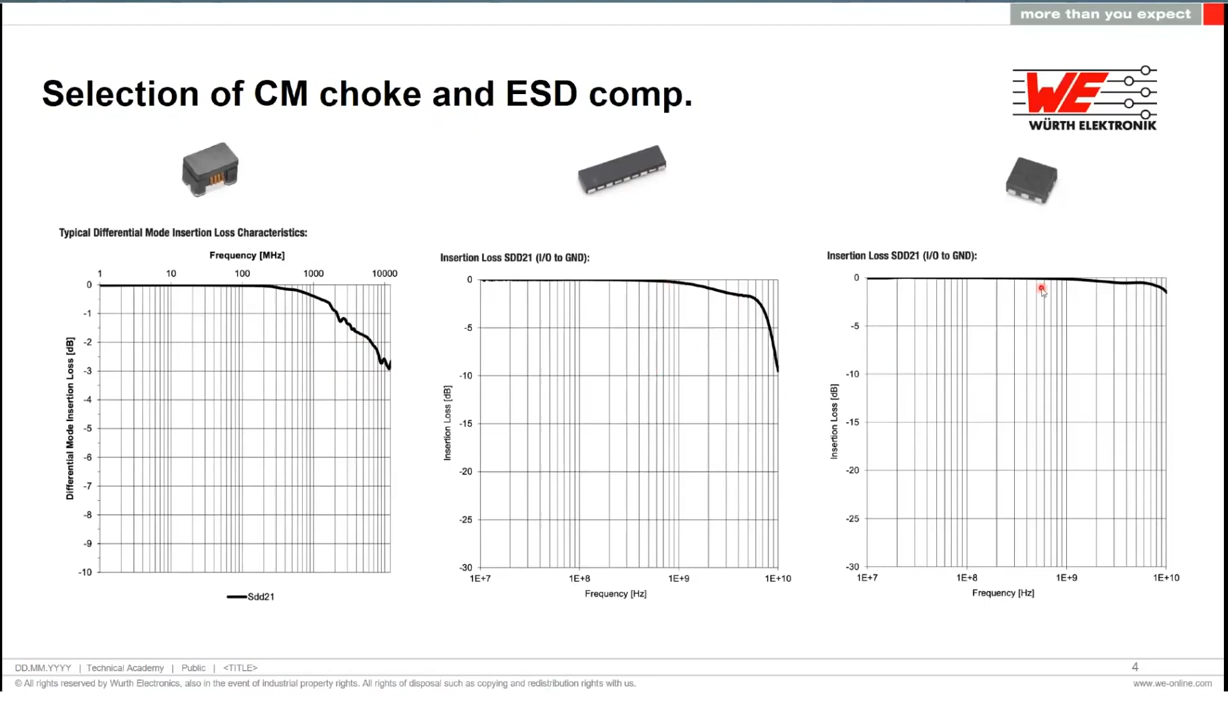 more than you expect
Selection of CM choke and ESD comp.
WE
WÜRTH ELEKTRONIK
Typical Differential Mode Insertion Loss Characteristics:
Frequency [MHz]
1 10 100 1000 10000
0
-1
-2
-3
-4
-5
-6
-7
-8
-9
-10
Differential Mode Insertion Loss [dB]
Sdd21
Insertion Loss SDD21 (I/O to GND):
0
-5
-10
-15
-20
-25
-30
Insertion Loss [dB]
1E+7 1E+8 1E+9 1E+10
Frequency [Hz]
Insertion Loss SDD21 (I/O to GND):
0
-5
-10
-15
-20
-25
-30
Insertion Loss [dB]
1E+7 1E+8 1E+9 1E+10
Frequency [Hz]
DD.MM.YYYY | Technical Academy | Public | <TITLE>
4
© All rights reserved by Wurth Electronics, also in the event of industrial property rights. All rights of disposal such as copying and redistribution rights with us.
www.we-online.com